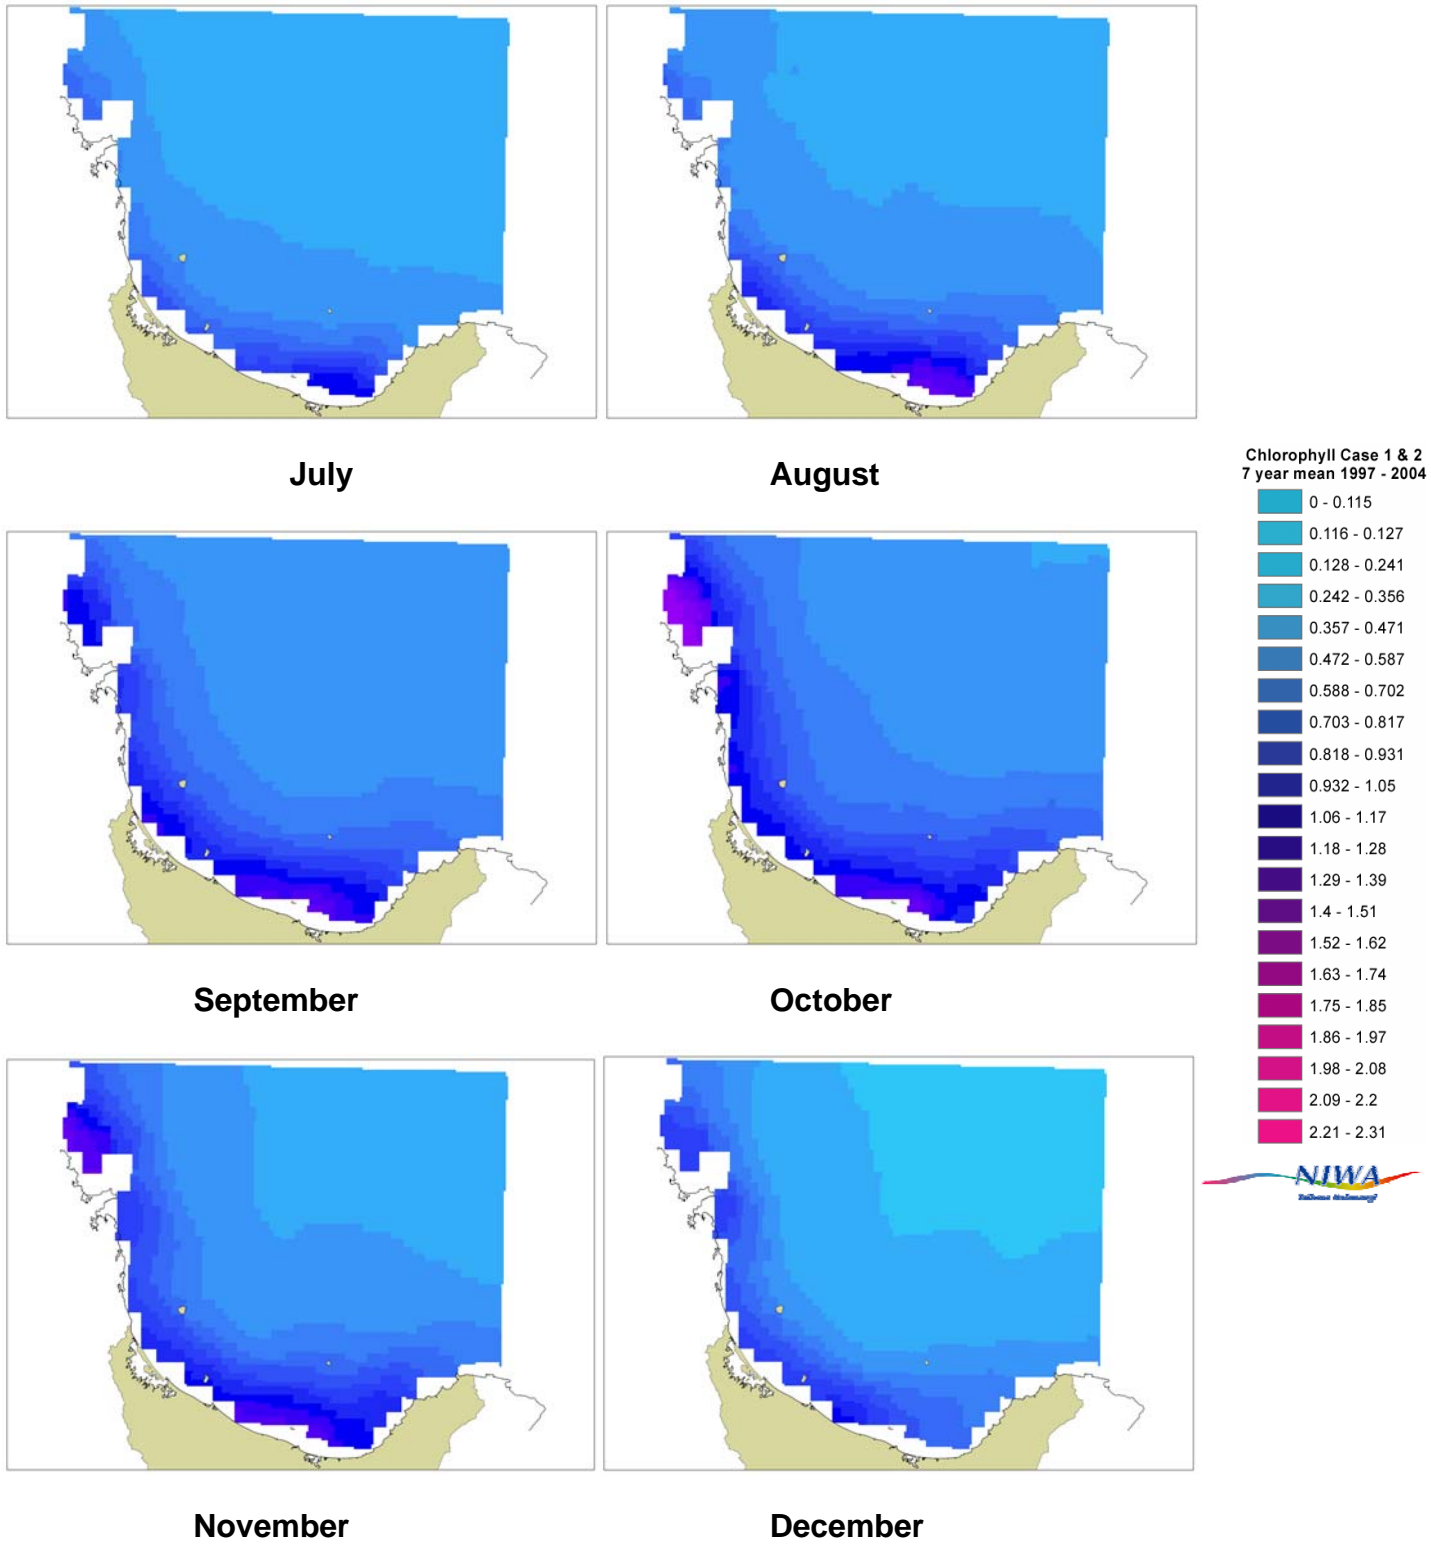 July
August
Chlorophyll Case 1 & 2
7 year mean 1997 - 2004
0 - 0.115
0.116 - 0.127
0.128 - 0.241
0.242 - 0.356
0.357 - 0.471
0.472 - 0.587
0.588 - 0.702
0.703 - 0.817
0.818 - 0.931
0.932 - 1.05
1.06 - 1.17
1.18 - 1.28
1.29 - 1.39
1.4 - 1.51
1.52 - 1.62
1.63 - 1.74
1.75 - 1.85
1.86 - 1.97
1.98 - 2.08
2.09 - 2.2
2.21 - 2.31
NIWA
September
October
November
December